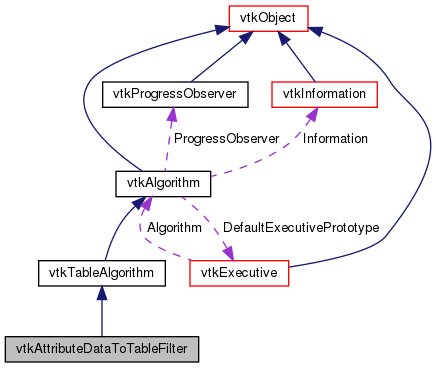 vtkObject
vtkProgressObserver
vtkInformation
ProgressObserver
Information
vtkAlgorithm
Algorithm
DefaultExecutivePrototype
vtkTableAlgorithm
vtkExecutive
vtkAttributeDataToTableFilter